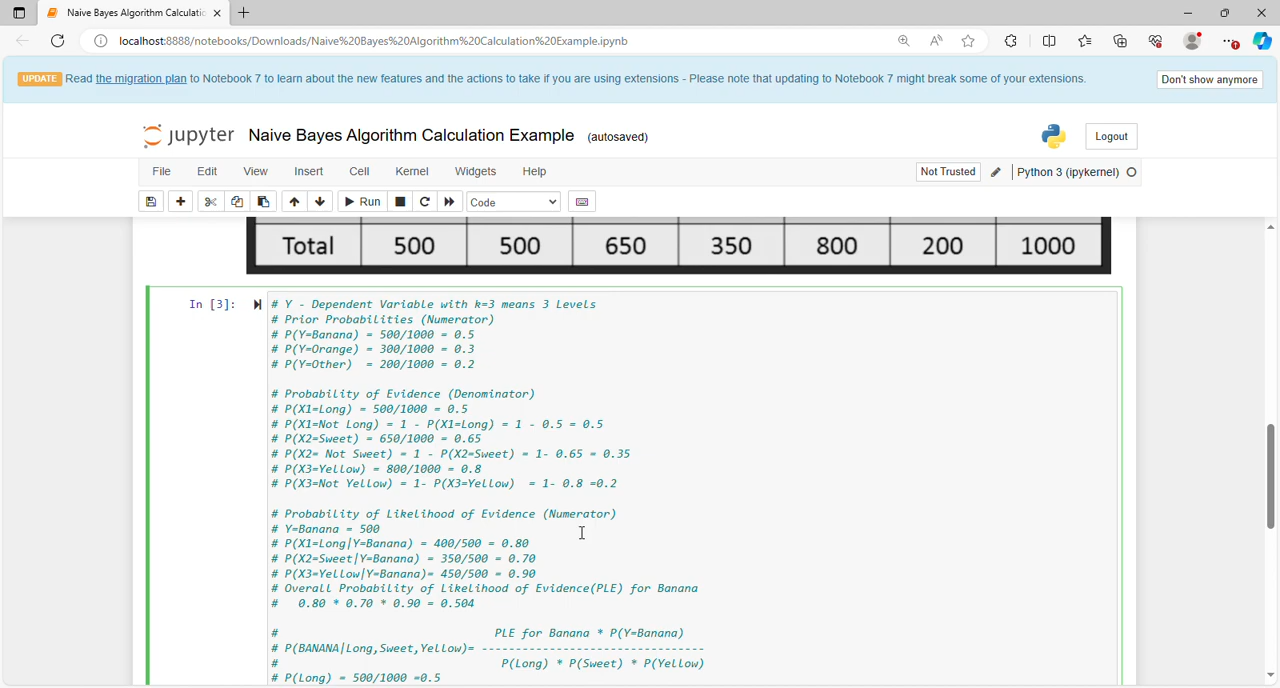 Naive Bayes Algorithm Calculatio
localhost:8888/notebooks/Downloads/Naive%20Bayes%20Algorithm%20Calculation%20Example.ipynb
UPDATE Read the migration plan to Notebook 7 to learn about the new features and the actions to take if you are using extensions - Please note that updating to Notebook 7 might break some of your extensions. Don't show anymore
jupyter Naive Bayes Algorithm Calculation Example (autosaved) Logout
File Edit View Insert Cell Kernel Widgets Help Not Trusted Python 3 (ipykernel)
Run Code
Total 500 500 650 350 800 200 1000
In [3]: # Y - Dependent Variable with k=3 means 3 Levels
# Prior Probabilities (Numerator)
# P(Y=Banana) = 500/1000 = 0.5
# P(Y=Orange) = 300/1000 = 0.3
# P(Y=Other) = 200/1000 = 0.2
# Probability of Evidence (Denominator)
# P(X1=Long) = 500/1000 = 0.5
# P(X1=Not Long) = 1 - P(X1=Long) = 1 - 0.5 = 0.5
# P(X2=Sweet) = 650/1000 = 0.65
# P(X2= Not Sweet) = 1 - P(X2=Sweet) = 1- 0.65 = 0.35
# P(X3=Yellow) = 800/1000 = 0.8
# P(X3=Not Yellow) = 1- P(X3=Yellow) = 1- 0.8 =0.2
# Probability of Likelihood of Evidence (Numerator)
# Y=Banana = 500
# P(X1=Long|Y=Banana) = 400/500 = 0.80
# P(X2=Sweet|Y=Banana) = 350/500 = 0.70
# P(X3=Yellow|Y=Banana)= 450/500 = 0.90
# Overall Probability of Likelihood of Evidence(PLE) for Banana
# 0.80 * 0.70 * 0.90 = 0.504
# PLE for Banana * P(Y=Banana)
# P(BANANA|Long,Sweet,Yellow)= ---------------------------------
# P(Long) * P(Sweet) * P(Yellow)
# P(Long) = 500/1000 =0.5